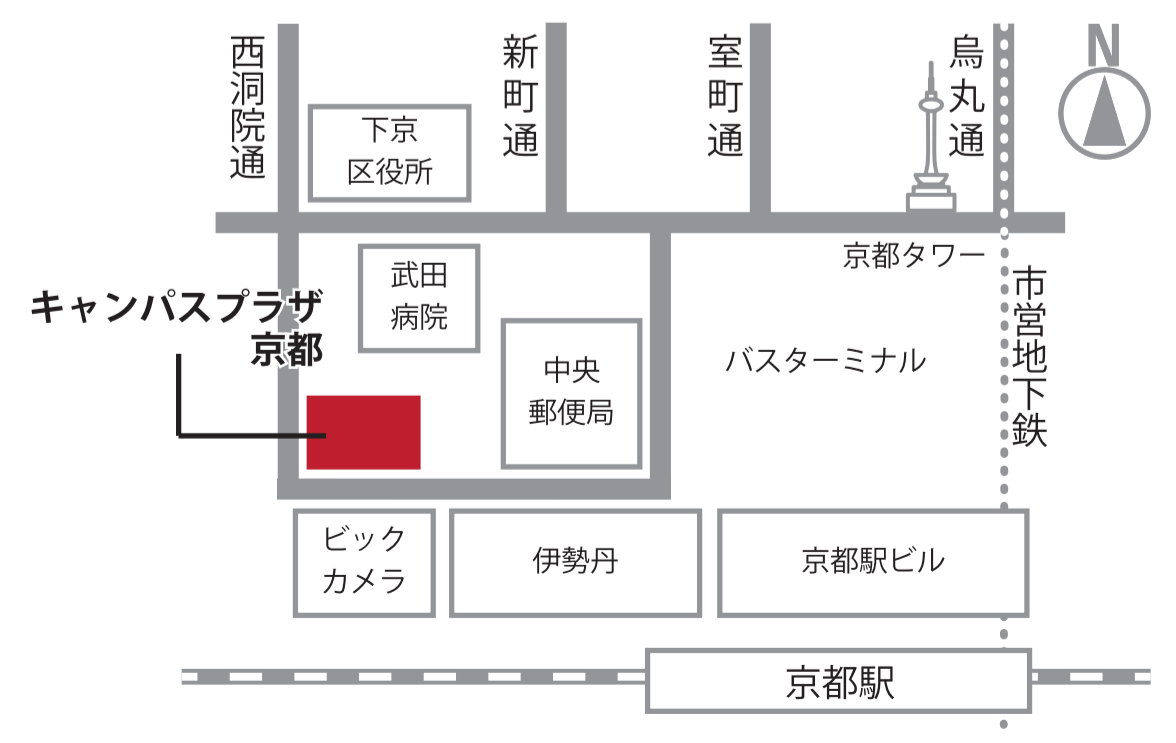 西洞院通
新町通
室町通
烏丸通
N
下京
区役所
京都タワー
武田
病院
市営地下鉄
キャンパスプラザ
京都
中央
郵便局
バスターミナル
ビック
カメラ
伊勢丹
京都駅ビル
京都駅